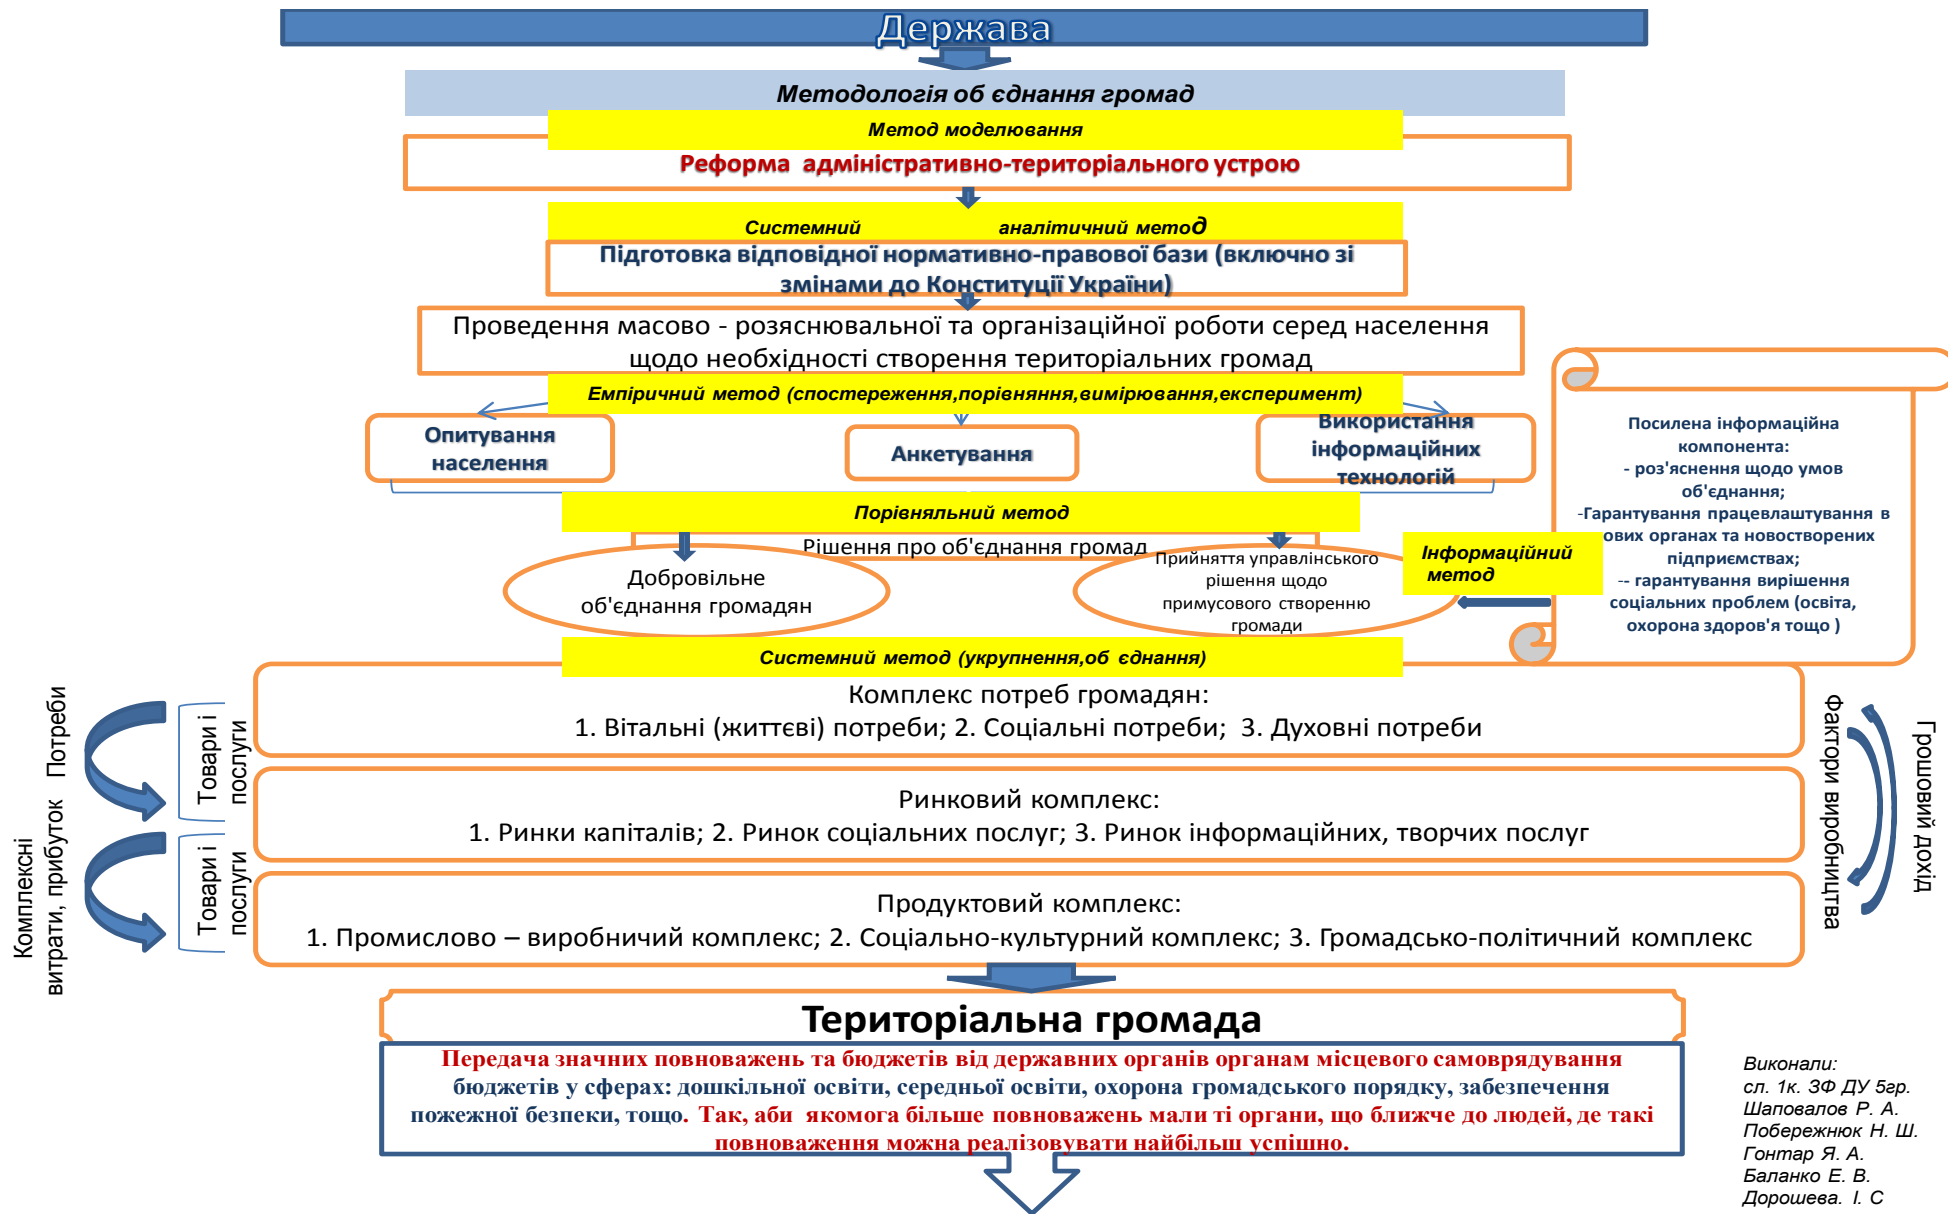 Держава
Методологія об єднання громад
Метод моделювання
Реформа адміністративно-територіального устрою
Системний аналітичний метод
Підготовка відповідної нормативно-правової бази (включно зі
змінами до Конституції України)
Проведення масово - розяснювальної та організаційної роботи серед населення
щодо необхідності створення територіальних громад
Емпіричний метод (спостереження,порівняння,вимірювання,експеримент)
Опитування
населення
Анкетування
Використання
інформаційних
технологій
Порівняльний метод
Рішення про об'єднання громад
Добровільне
об'єднання громадян
Прийняття управлінського
рішення щодо
примусового створенню
громади
Інформаційний
метод
Посилена інформаційна
компонента:
- роз'яснення щодо умов
об'єднання;
-Гарантування працевлаштування в
ових органах та новостворених
підприємствах;
-- гарантування вирішення
соціальних проблем (освіта,
охорона здоров'я тощо )
Системний метод (укрупнення,об єднання)
Комплекс потреб громадян:
1. Вітальні (життєві) потреби; 2. Соціальні потреби; 3. Духовні потреби
Ринковий комплекс:
1. Ринки капіталів; 2. Ринок соціальних послуг; 3. Ринок інформаційних, творчих послуг
Продуктовий комплекс:
1. Промислово – виробничий комплекс; 2. Соціально-культурний комплекс; 3. Громадсько-політичний комплекс
Комплексні
витрати, прибуток Потреби
Товари і
послуги
Товари і
послуги
Фактори виробництва
Грошовий дохід
Територіальна громада
Передача значних повноважень та бюджетів від державних органів органам місцевого самоврядування
бюджетів у сферах: дошкільної освіти, середньої освіти, охорона громадського порядку, забезпечення
пожежної безпеки, тощо. Так, аби якомога більше повноважень мали ті органи, що ближче до людей, де такі
повноваження можна реалізовувати найбільш успішно.
Виконали:
сл. 1к. ЗФ ДУ 5гр.
Шаповалов Р. А.
Побережнюк Н. Ш.
Гонтар Я. А.
Баланко Е. В.
Дорошева. І. С